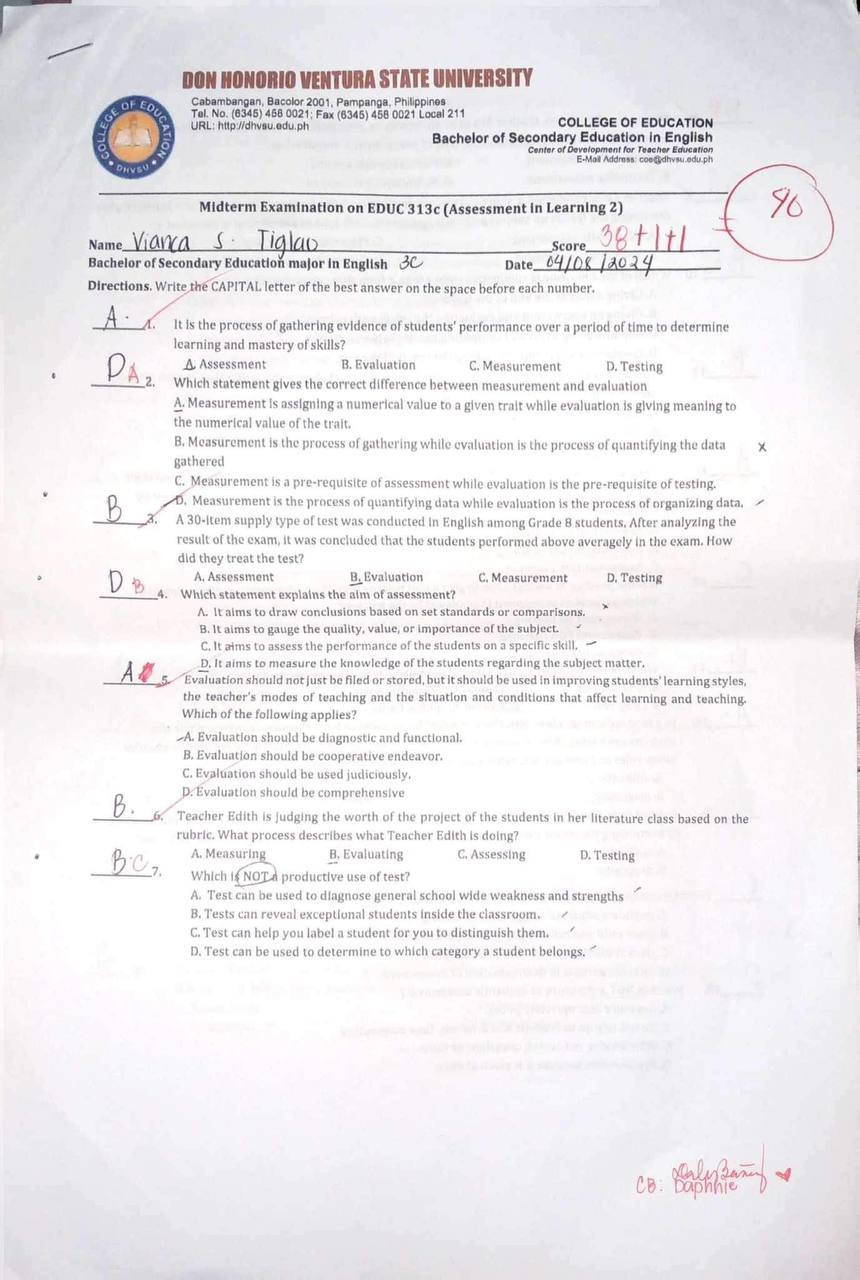 DON HONORIO VENTURA STATE UNIVERSITY
Cabambangan, Bacolor 2001, Pampanga, Philippines
Tel. No. (6345) 458 0021; Fax (6345) 458 0021 Local 211
URL: http://dhvsu.edu.ph
COLLEGE OF EDUCATION
DHVSU
COLLEGE OF EDUCATION
Bachelor of Secondary Education in English
Center of Development for Teacher Education
E-Mail Address: coe@dhvsu.edu.ph
90
Midterm Examination on EDUC 313c (Assessment in Learning 2)
Name Vianca S. Tiglao Score 38+1+1
Bachelor of Secondary Education major in English 3C Date 04/08/2024
Directions. Write the CAPITAL letter of the best answer on the space before each number.
A. 1. It is the process of gathering evidence of students' performance over a period of time to determine
learning and mastery of skills?
A. Assessment B. Evaluation C. Measurement D. Testing
D A 2. Which statement gives the correct difference between measurement and evaluation
A. Measurement is assigning a numerical value to a given trait while evaluation is giving meaning to
the numerical value of the trait.
B. Measurement is the process of gathering while evaluation is the process of quantifying the data
gathered
C. Measurement is a pre-requisite of assessment while evaluation is the pre-requisite of testing.
D. Measurement is the process of quantifying data while evaluation is the process of organizing data.
B 3. A 30-item supply type of test was conducted in English among Grade 8 students. After analyzing the
result of the exam, it was concluded that the students performed above averagely in the exam. How
did they treat the test?
A. Assessment B. Evaluation C. Measurement D. Testing
D B 4. Which statement explains the aim of assessment?
A. It aims to draw conclusions based on set standards or comparisons.
B. It aims to gauge the quality, value, or importance of the subject.
C. It aims to assess the performance of the students on a specific skill.
D. It aims to measure the knowledge of the students regarding the subject matter.
A 5. Evaluation should not just be filed or stored, but it should be used in improving students' learning styles,
the teacher's modes of teaching and the situation and conditions that affect learning and teaching.
Which of the following applies?
A. Evaluation should be diagnostic and functional.
B. Evaluation should be cooperative endeavor.
C. Evaluation should be used judiciously.
D. Evaluation should be comprehensive
B. 6. Teacher Edith is judging the worth of the project of the students in her literature class based on the
rubric. What process describes what Teacher Edith is doing?
A. Measuring B. Evaluating C. Assessing D. Testing
B C 7. Which is NOT a productive use of test?
A. Test can be used to diagnose general school wide weakness and strengths
B. Tests can reveal exceptional students inside the classroom.
C. Test can help you label a student for you to distinguish them.
D. Test can be used to determine to which category a student belongs.
CB: Daphnie